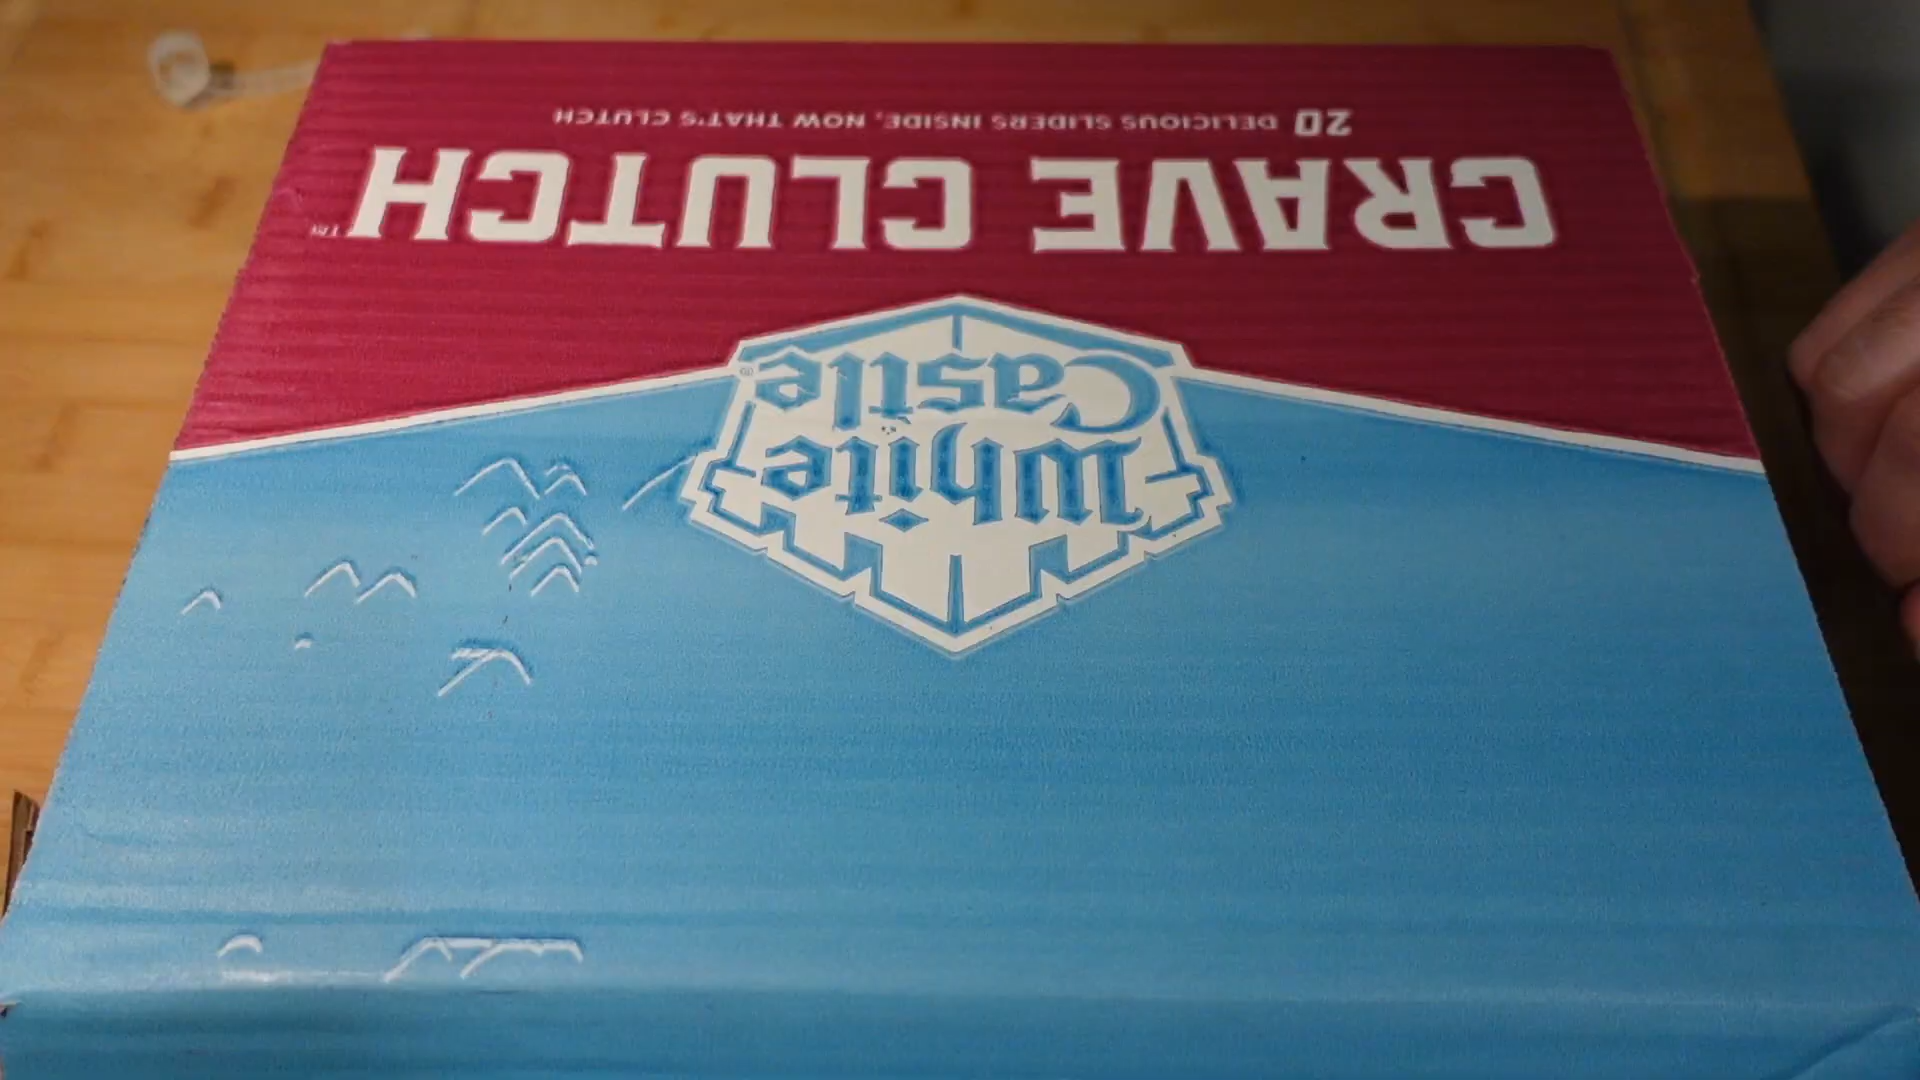 White
Castle®
CRAVE CLUTCH™
20 DELICIOUS SLIDERS INSIDE, NOW THAT'S CLUTCH